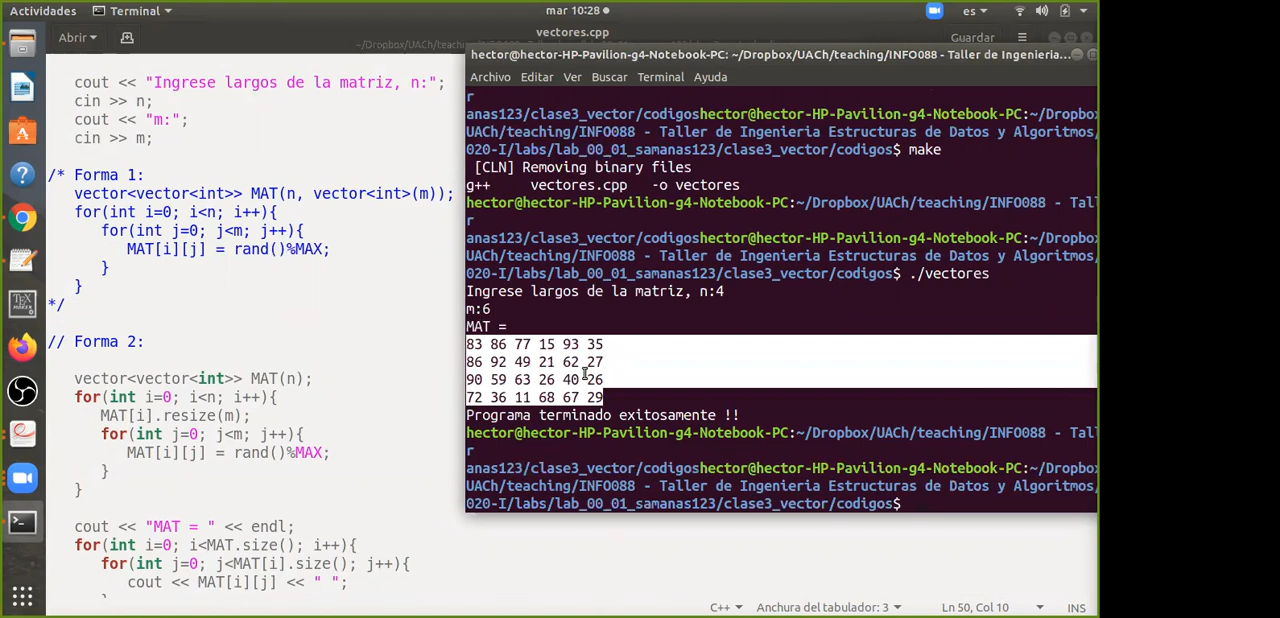 Actividades
Terminal
mar 10:28
es
Abrir
vectores.cpp
Guardar
cout << "Ingrese largos de la matriz, n:";
cin >> n;
cout << "m:";
cin >> m;
/* Forma 1:
vector<vector<int>> MAT(n, vector<int>(m));
for(int i=0; i<n; i++){
for(int j=0; j<m; j++){
MAT[i][j] = rand()%MAX;
}
}
*/
// Forma 2:
vector<vector<int>> MAT(n);
for(int i=0; i<n; i++){
MAT[i].resize(m);
for(int j=0; j<m; j++){
MAT[i][j] = rand()%MAX;
}
}
cout << "MAT = " << endl;
for(int i=0; i<MAT.size(); i++){
for(int j=0; j<MAT[i].size(); j++){
cout << MAT[i][j] << " ";
hector@hector-HP-Pavilion-g4-Notebook-PC: ~/Dropbox/UACh/teaching/INFO088 - Taller de Ingenieria...
Archivo Editar Ver Buscar Terminal Ayuda
r
anas123/clase3_vector/codigoshector@hector-HP-Pavilion-g4-Notebook-PC:~/Dropbox/
UACh/teaching/INFO088 - Taller de Ingenieria Estructuras de Datos y Algoritmos/
020-I/labs/lab_00_01_samanas123/clase3_vector/codigos$ make
[CLN] Removing binary files
g++ vectores.cpp -o vectores
hector@hector-HP-Pavilion-g4-Notebook-PC:~/Dropbox/UACh/teaching/INFO088 - Tal
r
anas123/clase3_vector/codigoshector@hector-HP-Pavilion-g4-Notebook-PC:~/Dropbox/
UACh/teaching/INFO088 - Taller de Ingenieria Estructuras de Datos y Algoritmos/
020-I/labs/lab_00_01_samanas123/clase3_vector/codigos$ ./vectores
Ingrese largos de la matriz, n:4
m:6
MAT =
83 86 77 15 93 35
86 92 49 21 62 27
90 59 63 26 40 26
72 36 11 68 67 29
Programa terminado exitosamente !!
hector@hector-HP-Pavilion-g4-Notebook-PC:~/Dropbox/UACh/teaching/INFO088 - Tal
r
anas123/clase3_vector/codigoshector@hector-HP-Pavilion-g4-Notebook-PC:~/Dropbox/
UACh/teaching/INFO088 - Taller de Ingenieria Estructuras de Datos y Algoritmos/
020-I/labs/lab_00_01_samanas123/clase3_vector/codigos$
C++
Anchura del tabulador: 3
Ln 50, Col 10
INS